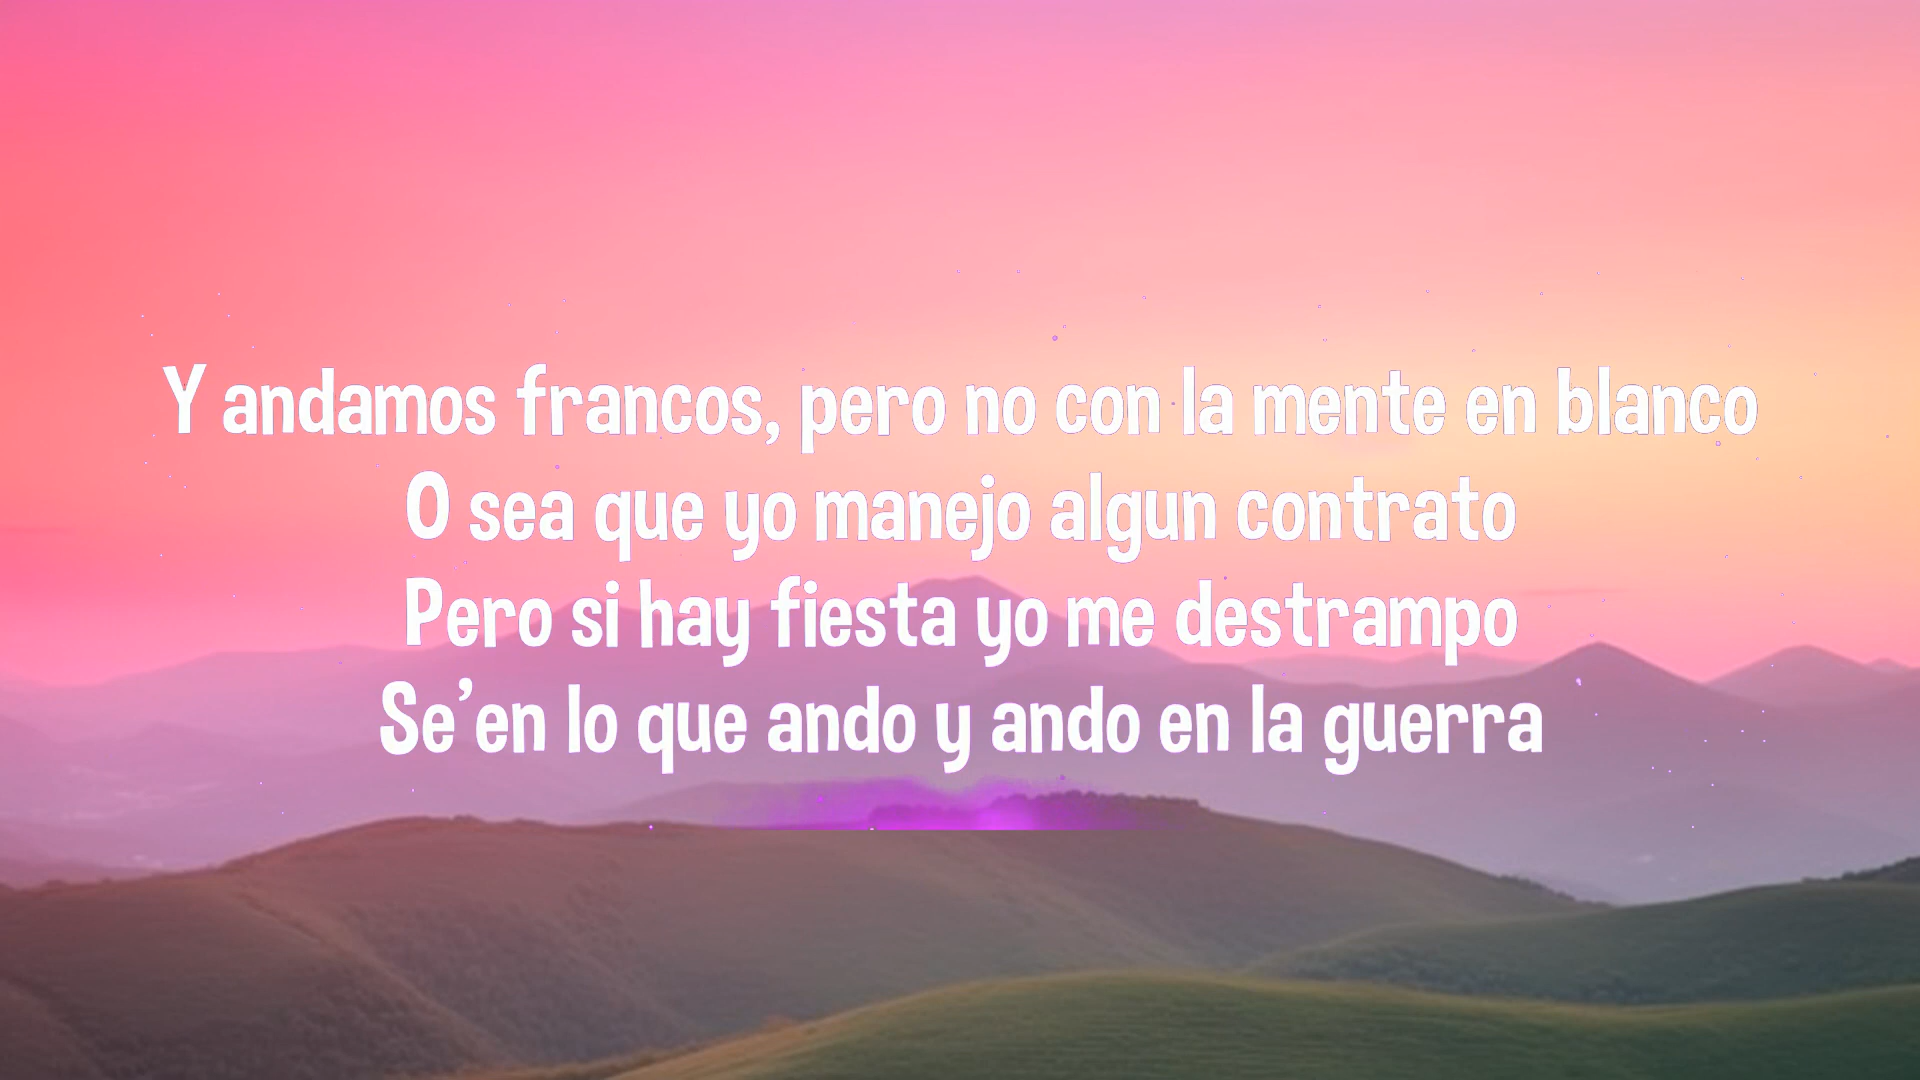 Y andamos francos, pero no con la mente en blanco
O sea que yo manejo algun contrato
Pero si hay fiesta yo me destrampo
Se’en lo que ando y ando en la guerra